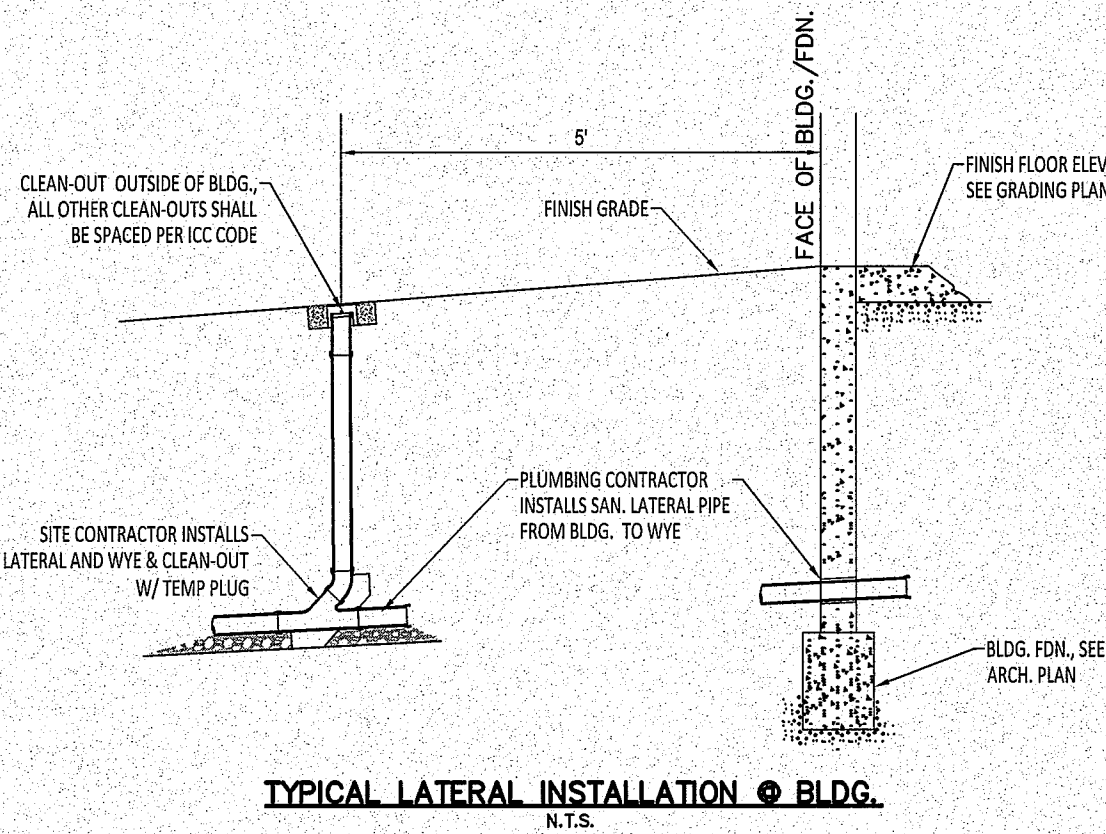 FACE OF BLDG./FDN.
5'
CLEAN-OUT OUTSIDE OF BLDG.,
ALL OTHER CLEAN-OUTS SHALL
BE SPACED PER ICC CODE
FINISH GRADE
FINISH FLOOR ELEV
SEE GRADING PLAN
PLUMBING CONTRACTOR
INSTALLS SAN. LATERAL PIPE
FROM BLDG. TO WYE
SITE CONTRACTOR INSTALLS
LATERAL AND WYE & CLEAN-OUT
W/ TEMP PLUG
BLDG. FDN., SEE
ARCH. PLAN
TYPICAL LATERAL INSTALLATION @ BLDG.
N.T.S.